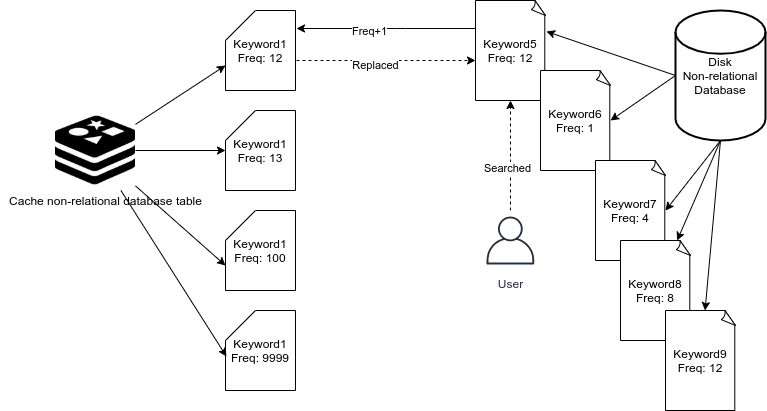 Keyword1
Freq: 12
Freq+1
Replaced
Keyword5
Freq: 12
Disk
Non-relational
Database
Keyword6
Freq: 1
Keyword1
Freq: 13
Searched
Cache non-relational database table
Keyword7
Freq: 4
Keyword1
Freq: 100
User
Keyword8
Freq: 8
Keyword1
Freq: 9999
Keyword9
Freq: 12